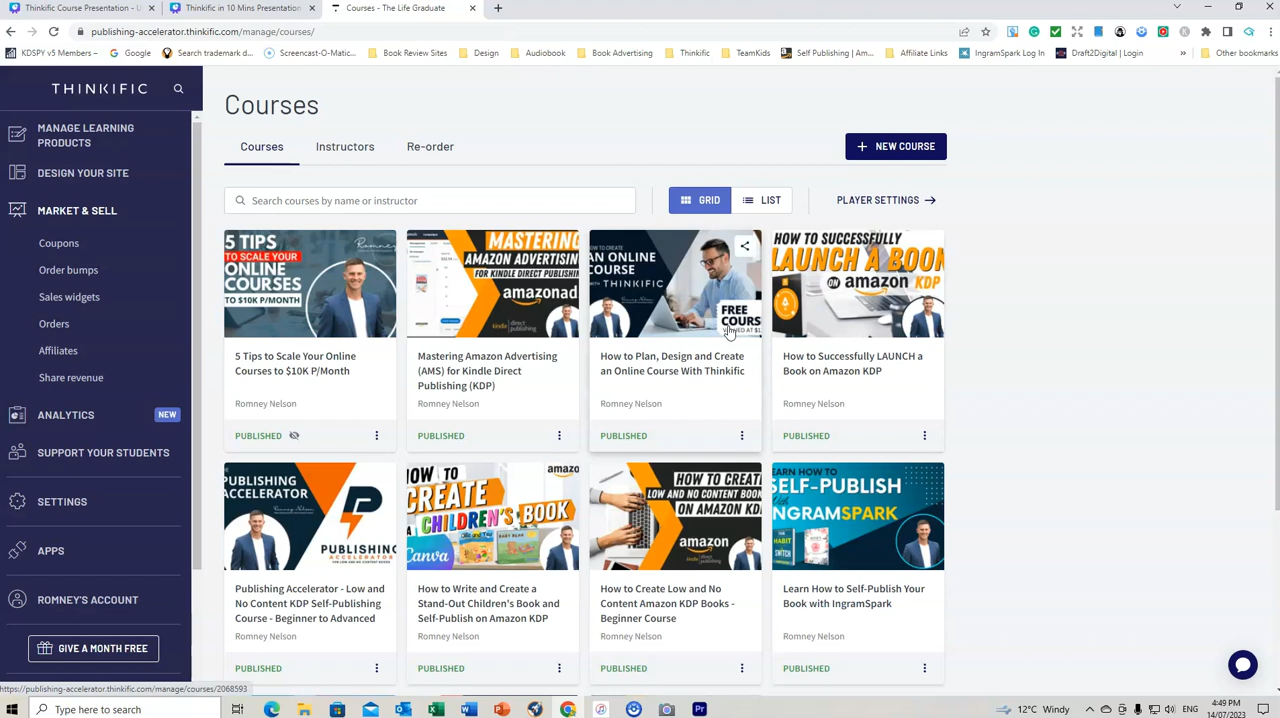 Thinkific Course Presentation - U
Thinkific in 10 Mins Presentation
Courses - The Life Graduate
publishing-accelerator.thinkific.com/manage/courses/
KDSPY v5 Members –
Google
Search trademark d...
Screencast-O-Matic...
Book Review Sites
Design
Audiobook
Book Advertising
Thinkific
TeamKids
Self Publishing | Am...
Affiliate Links
IngramSpark Log In
Draft2Digital | Login
Other bookmarks
THINKIFIC
MANAGE LEARNING
PRODUCTS
DESIGN YOUR SITE
MARKET & SELL
Coupons
Order bumps
Sales widgets
Orders
Affiliates
Share revenue
ANALYTICS
NEW
SUPPORT YOUR STUDENTS
SETTINGS
APPS
ROMNEY'S ACCOUNT
GIVE A MONTH FREE
Courses
Courses
Instructors
Re-order
NEW COURSE
Search courses by name or instructor
GRID
LIST
PLAYER SETTINGS
5 TIPS
TO SCALE YOUR
ONLINE
COURSES
TO $10K P/MONTH
5 Tips to Scale Your Online
Courses to $10K P/Month
Romney Nelson
PUBLISHED
MASTERING
AMAZON ADVERTISING
FOR KINDLE DIRECT
PUBLISHING (KDP)
amazonad
direct
publishing
Mastering Amazon Advertising
(AMS) for Kindle Direct
Publishing (KDP)
Romney Nelson
PUBLISHED
HOW TO CREATE
AN ONLINE
COURSE
WITH THINKIFIC
FREE
COURS
How to Plan, Design and Create
an Online Course With Thinkific
Romney Nelson
PUBLISHED
HOW TO SUCCESSFULLY
LAUNCH A
BOOK
ON amazon KDP
How to Successfully LAUNCH a
Book on Amazon KDP
Romney Nelson
PUBLISHED
PUBLISHING
ACCELERATOR
PUBLISHING
ACCELERATOR
Publishing Accelerator - Low and
No Content KDP Self-Publishing
Course - Beginner to Advanced
Romney Nelson
PUBLISHED
HOW TO
CREATE
A CHILDREN'S BOOK
amazo
Canva
How to Write and Create a
Stand-Out Children's Book and
Self-Publish on Amazon KDP
Romney Nelson
PUBLISHED
HOW TO CREAT
LOW AND NO CONTENT BOOK
ON AMAZON KD
amazon
How to Create Low and No
Content Amazon KDP Books -
Beginner Course
Romney Nelson
PUBLISHED
EARN HOW TO
SELF-PUBLISH
With
INGRAMSPARK
THE
HABIT
SWITCH
Learn How to Self-Publish Your
Book with IngramSpark
Romney Nelson
PUBLISHED
https://publishing-accelerator.thinkific.com/manage/courses/2068593
Type here to search
12°C Windy
ENG
4:49 PM
14/07/2023